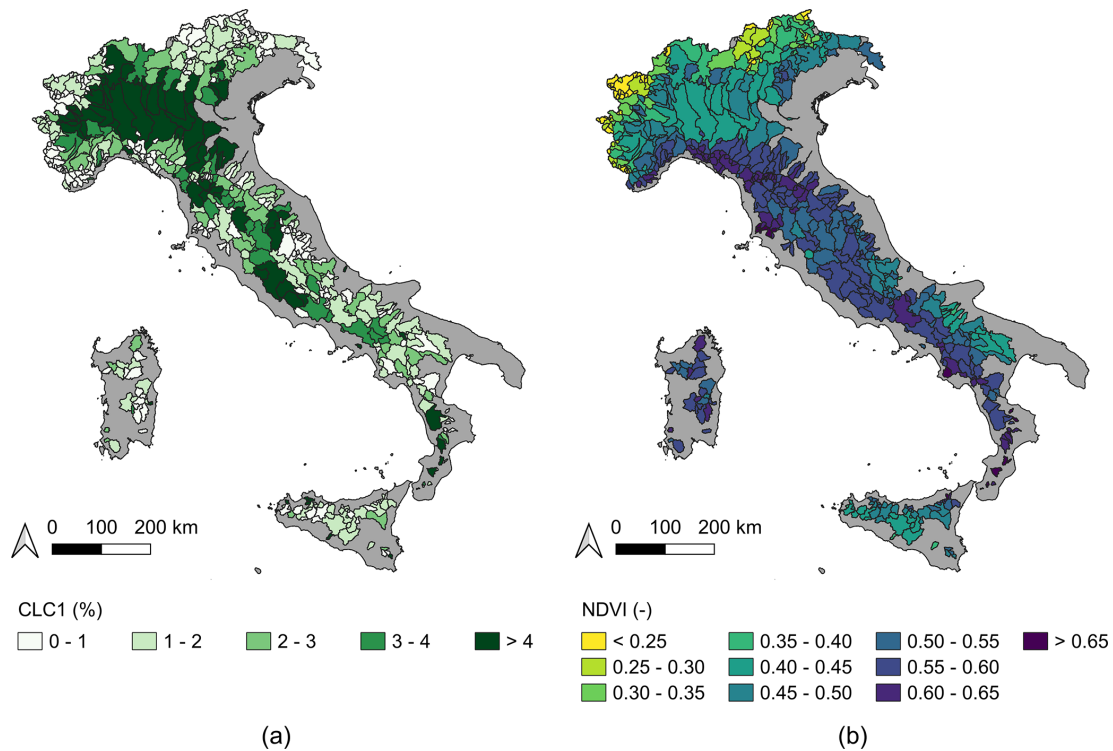 0 100 200 km
CLC1 (%)
0 - 1 1 - 2 2 - 3 3 - 4 > 4
(a)
0 100 200 km
NDVI (-)
< 0.25 0.35 - 0.40 0.50 - 0.55 > 0.65
0.25 - 0.30 0.40 - 0.45 0.55 - 0.60
0.30 - 0.35 0.45 - 0.50 0.60 - 0.65
(b)